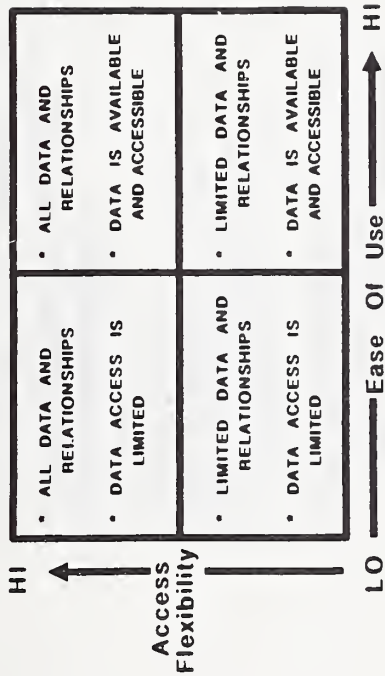 HI
Access
Flexibility
• ALL DATA AND
RELATIONSHIPS
• DATA ACCESS IS
LIMITED
• ALL DATA AND
RELATIONSHIPS
• DATA IS AVAILABLE
AND ACCESSIBLE
• LIMITED DATA AND
RELATIONSHIPS
• DATA ACCESS IS
LIMITED
• LIMITED DATA AND
RELATIONSHIPS
• DATA IS AVAILABLE
AND ACCESSIBLE
LO
Ease Of Use
HI